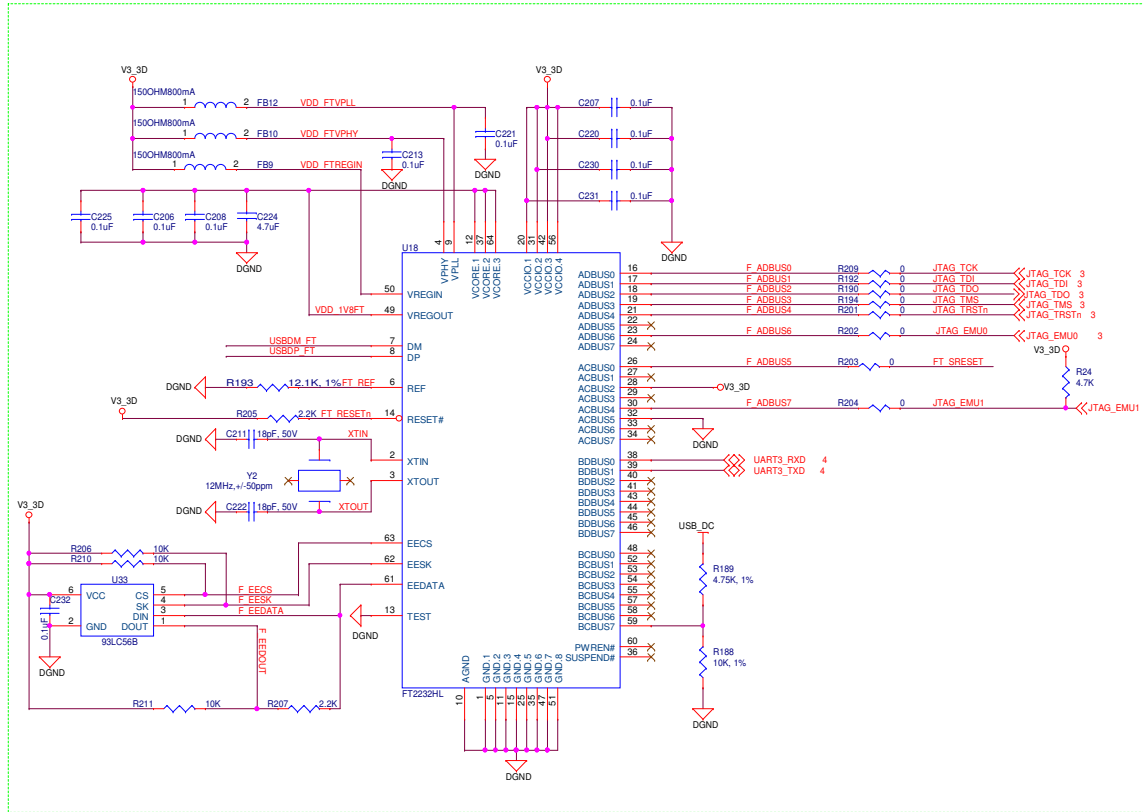 V3_3D
V3_3D
150OHM800mA
1 2 FB12 VDD_FTVPLL
C207 0.1uF
150OHM800mA
1 2 FB10 VDD_FTVPHY
C221
0.1uF
C220 0.1uF
150OHM800mA
1 2 FB9 VDD_FTREGIN
C213
0.1uF
DGND
DGND
C230 0.1uF
C231 0.1uF
C225
0.1uF
C206
0.1uF
C208
0.1uF
C224
4.7uF
DGND
DGND
U18
4 9 12 37 64 20 31 42 56
VPHY VPLL VCORE.1 VCORE.2 VCORE.3 VCCIO.1 VCCIO.2 VCCIO.3 VCCIO.4
ADBUS0 16 F_ADBUS0 R209 0 JTAG_TCK JTAG_TCK 3
ADBUS1 17 F_ADBUS1 R192 0 JTAG_TDI JTAG_TDI 3
ADBUS2 18 F_ADBUS2 R190 0 JTAG_TDO JTAG_TDO 3
ADBUS3 19 F_ADBUS3 R194 0 JTAG_TMS JTAG_TMS 3
ADBUS4 21 F_ADBUS4 R201 0 JTAG_TRSTn JTAG_TRSTn 3
ADBUS5 22
ADBUS6 23 F_ADBUS6 R202 0 JTAG_EMU0 JTAG_EMU0 3
ADBUS7 24
50 VREGIN
VDD_1V8FT 49 VREGOUT
USBDM_FT 7 DM
USBDP_FT 8 DP
V3_3D
ACBUS0 26 F_ADBUS5 R203 0 FT_SRESET
ACBUS1 27
ACBUS2 28 V3_3D
ACBUS3 29
ACBUS4 30 F_ADBUS7 R204 0 JTAG_EMU1 JTAG_EMU1
ACBUS5 32
ACBUS6 33
ACBUS7 34
DGND
R24
4.7K
DGND R193 12.1K, 1% FT_REF 6 REF
V3_3D
R205 2.2K FT_RESETn 14 RESET#
DGND C211 18pF, 50V XTIN
2 XTIN
3 XTOUT
Y2
12MHz,+/-50ppm
DGND C222 18pF, 50V XTOUT
BDBUS0 38 UART3_RXD 4
BDBUS1 39 UART3_TXD 4
BDBUS2 40
BDBUS3 41
BDBUS4 43
BDBUS5 44
BDBUS6 45
BDBUS7 46
V3_3D
USB_DC
63 EECS
62 EESK
61 EEDATA
13 TEST
DGND
R206 10K
R210 10K
U33
6 VCC CS 5 F_EECS
SK 4 F_EESK
DIN 3 F_EEDATA
2 GND DOUT 1
93LC56B
C232
0.1uF
DGND
F_EEDOUT
R211 10K R207 2.2K
BCBUS0 48
BCBUS1 52
BCBUS2 53
BCBUS3 54
BCBUS4 55
BCBUS5 57
BCBUS6 58
BCBUS7 59
R189
4.75K, 1%
R188
10K, 1%
DGND
PWREN# 60
SUSPEND# 36
AGND GND.1 GND.2 GND.3 GND.4 GND.5 GND.6 GND.7 GND.8
FT2232HL
10 1 5 11 15 25 35 47 51
DGND